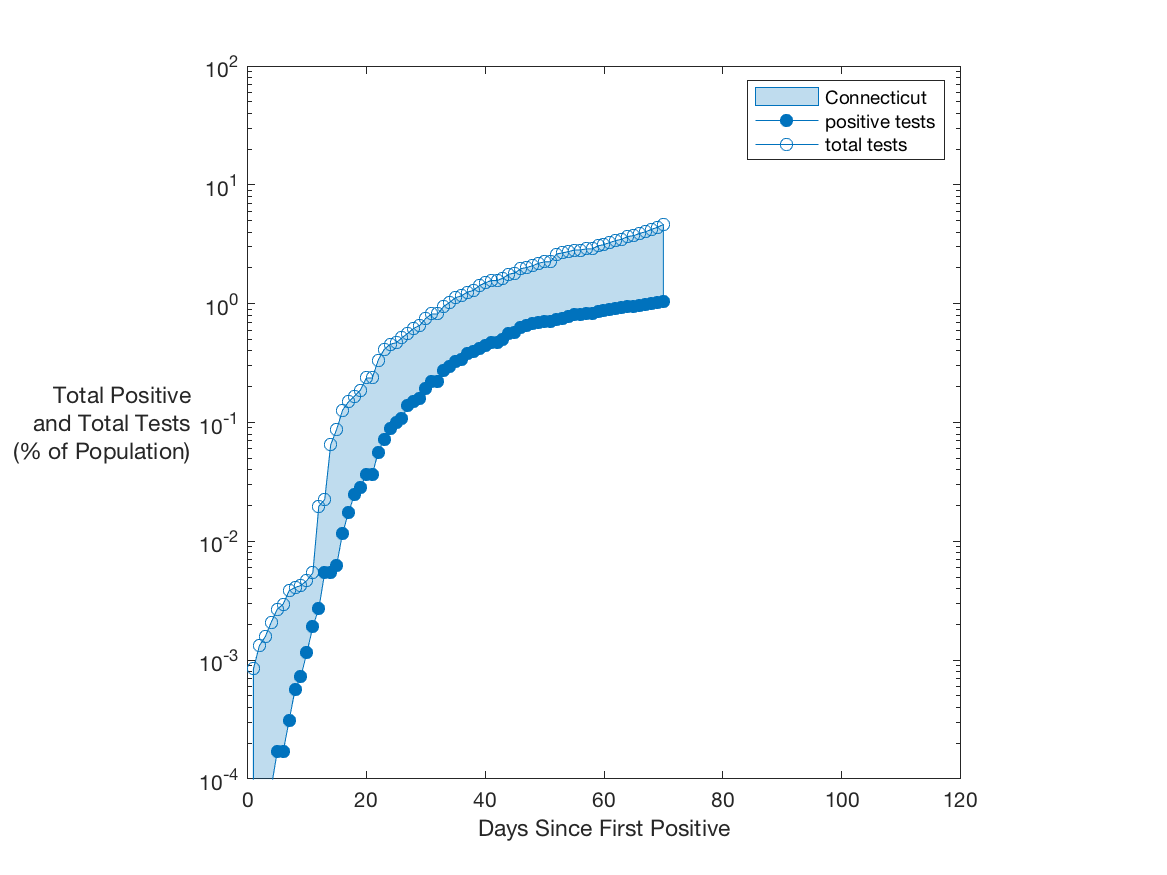 10^2
Connecticut
positive tests
total tests
10^1
10^0
Total Positive
and Total Tests
(% of Population)
10^-1
10^-2
10^-3
10^-4
0 20 40 60 80 100 120
Days Since First Positive